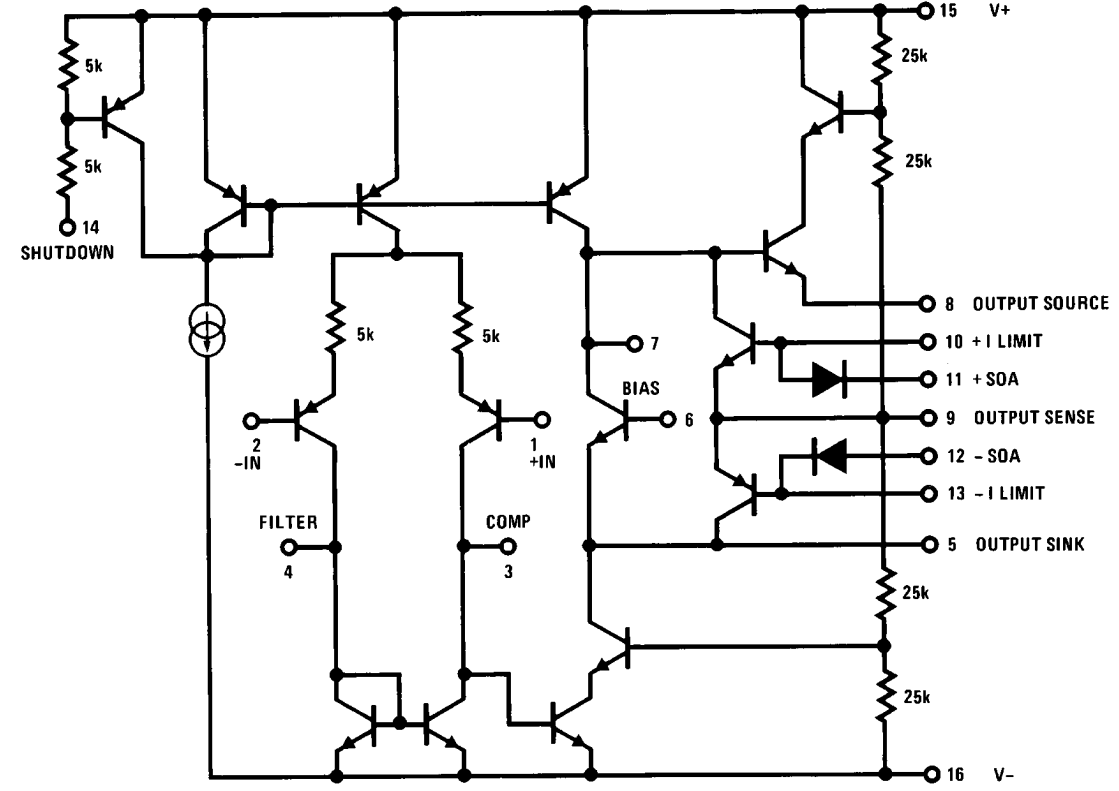 15 V+
5k
25k
5k
25k
14
SHUTDOWN
8 OUTPUT SOURCE
5k
5k
10 + I LIMIT
7
11 + SOA
BIAS
6
9 OUTPUT SENSE
2
-IN
1
+IN
12 - SOA
13 - I LIMIT
FILTER
COMP
4
3
5 OUTPUT SINK
25k
25k
16 V-